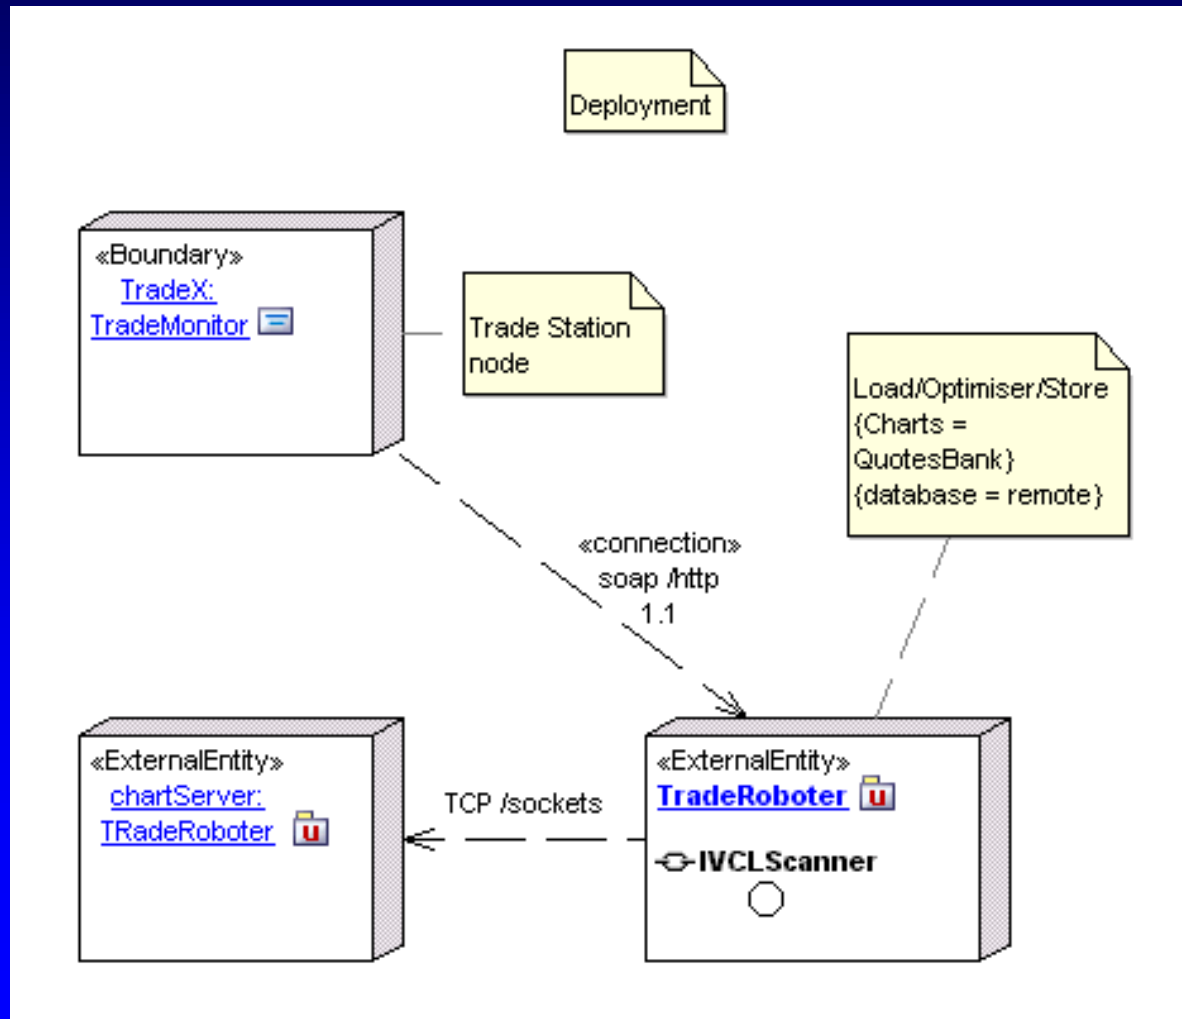 Deployment
«Boundary»
TradeX:
TradeMonitor
Trade Station
node
Load/Optimiser/Store
{Charts =
QuotesBank}
{database = remote}
«connection»
soap /http
1.1
«ExternalEntity»
chartServer:
TRadeRoboter
u
TCP /sockets
«ExternalEntity»
TradeRoboter
u
IVCLScanner